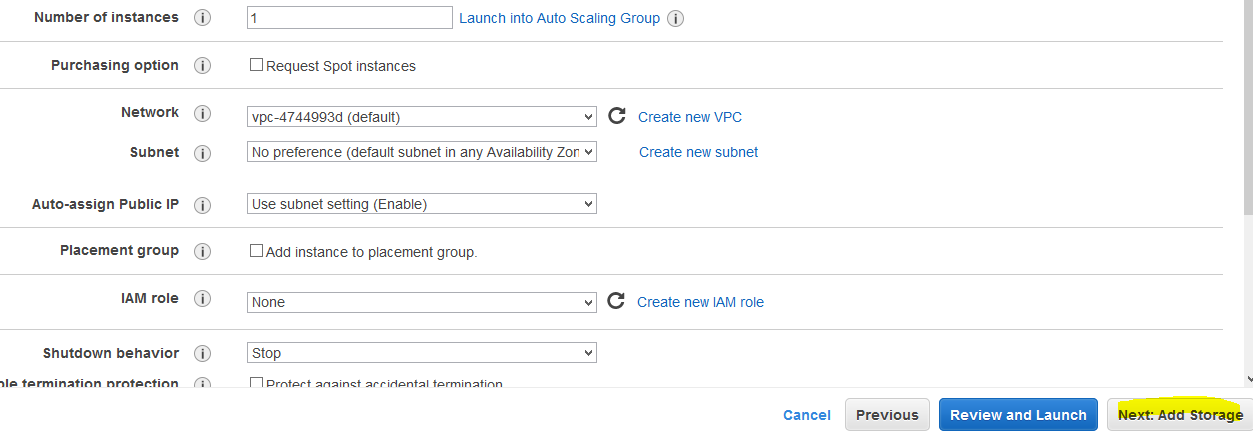 Number of instances i 1 Launch into Auto Scaling Group i
Purchasing option i Request Spot instances
Network i vpc-4744993d (default) Create new VPC
Subnet i No preference (default subnet in any Availability Zon Create new subnet
Auto-assign Public IP i Use subnet setting (Enable)
Placement group i Add instance to placement group.
IAM role i None Create new IAM role
Shutdown behavior i Stop
ble termination protection i Protect against accidental termination
Cancel Previous Review and Launch Next: Add Storage